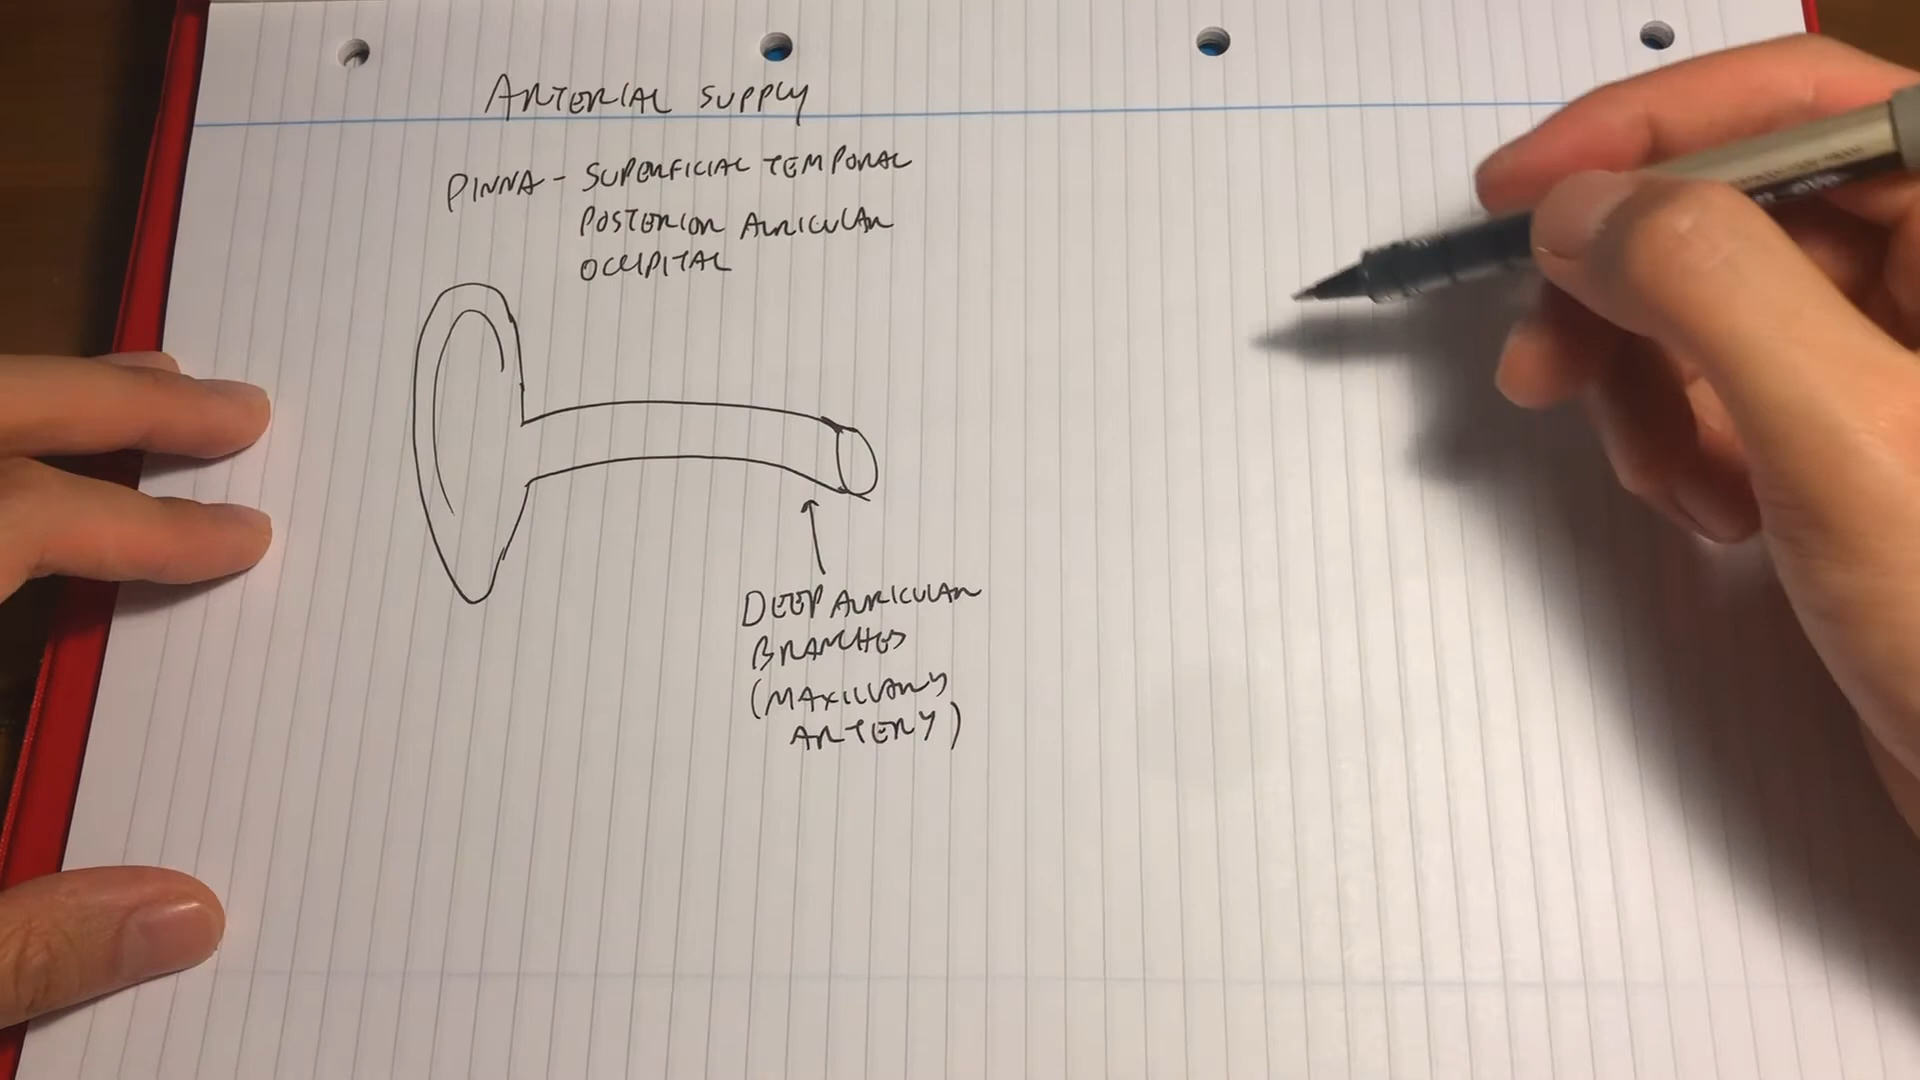 ARTERIAL SUPPLY
PINNA - SUPERFICIAL TEMPORAL
POSTERIOR AURICULAR
OCCIPITAL
DEEP AURICULAR
BRANCHES
(MAXILLARY
ARTERY)